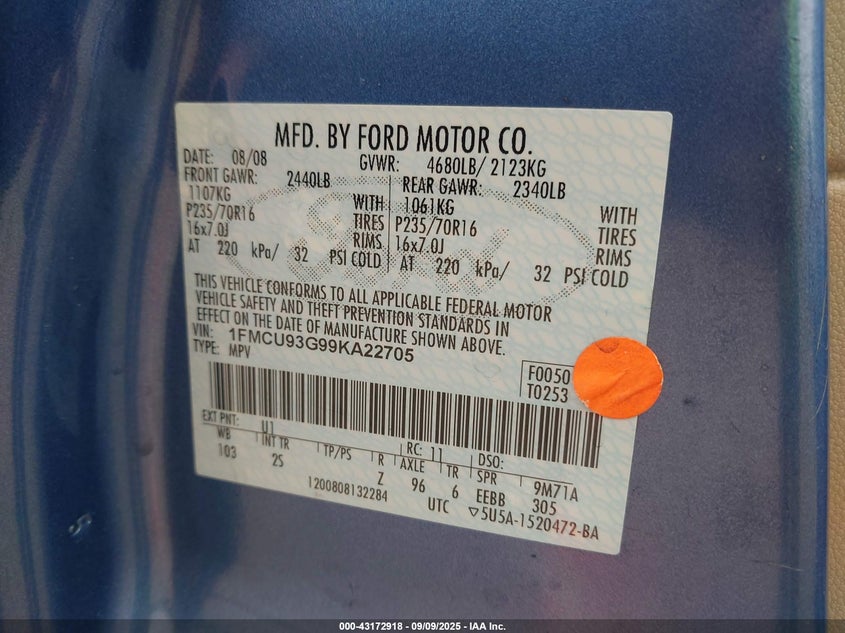 MFD. BY FORD MOTOR CO.
DATE: 08/08 GVWR: 4680LB/ 2123KG
FRONT GAWR: 2440LB REAR GAWR: 2340LB
1107KG WITH 1061KG WITH
P235/70R16 TIRES P235/70R16 TIRES
16x7.0J RIMS 16x7.0J RIMS
AT 220 kPa/ 32 PSI COLD AT 220 kPa/ 32 PSI COLD
THIS VEHICLE CONFORMS TO ALL APPLICABLE FEDERAL MOTOR
VEHICLE SAFETY AND THEFT PREVENTION STANDARDS IN
EFFECT ON THE DATE OF MANUFACTURE SHOWN ABOVE.
VIN: 1FMCU93G99KA22705
TYPE: MPV
F0050
T0253
EXT PNT: U1 RC: 11 DSO:
WB INT TR TP/PS R AXLE TR SPR 9M71A
103 2S Z 96 6 EEBB 305
1200808132284 UTC ▽5U5A-1520472-BA
Ford
000-43172918 - 09/09/2025 - IAA Inc.